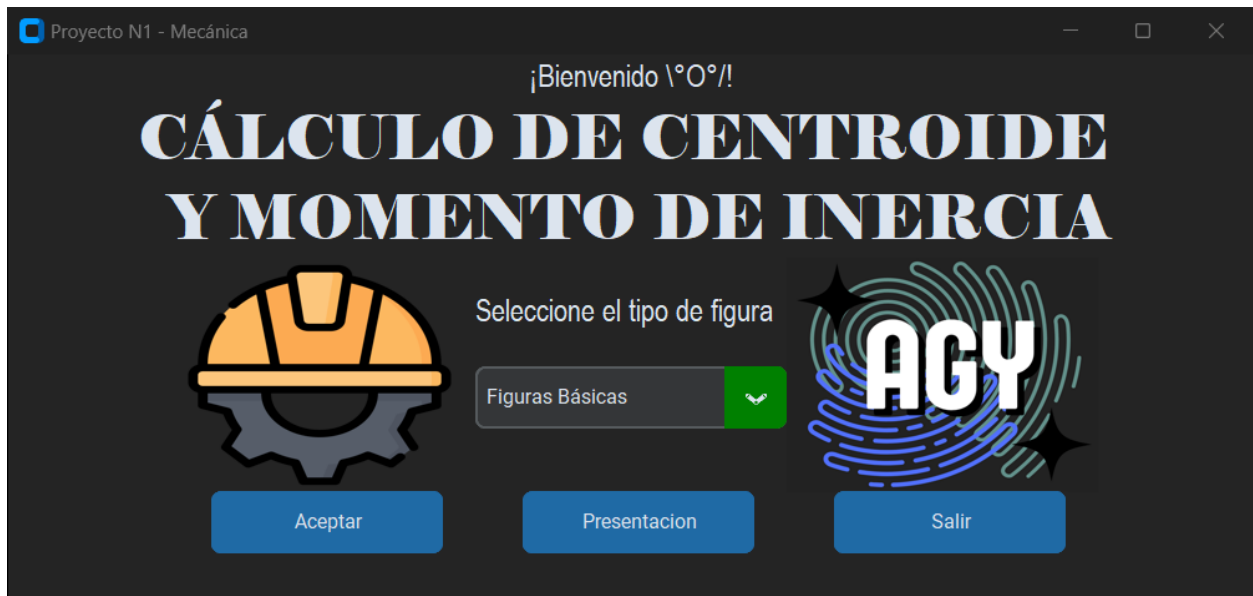 Proyecto N1 - Mecánica
¡Bienvenido \°O°/!
CÁLCULO DE CENTROIDE
Y MOMENTO DE INERCIA
Seleccione el tipo de figura
Figuras Básicas
AGY
Aceptar
Presentacion
Salir